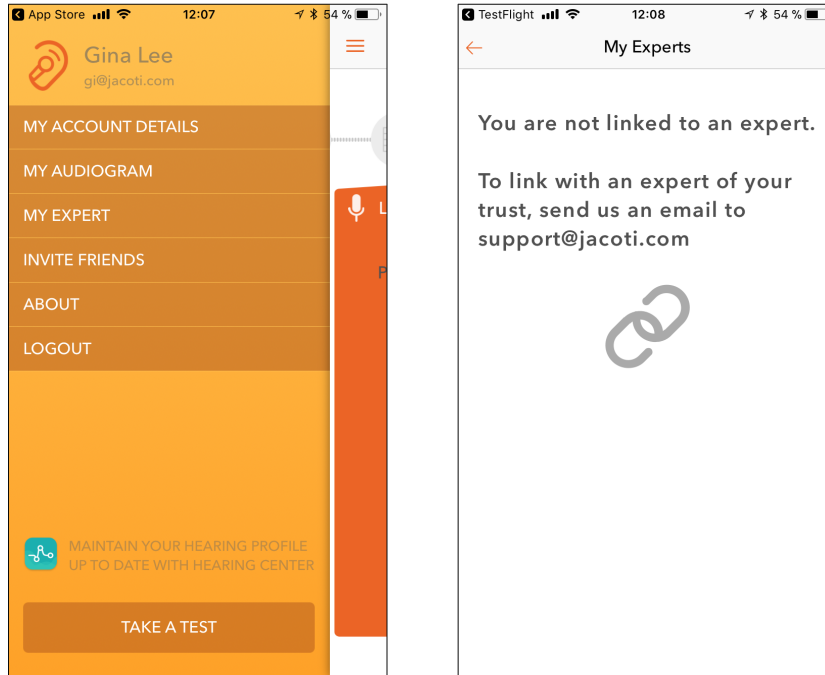 App Store 12:07 54 %
Gina Lee
gi@jacoti.com
MY ACCOUNT DETAILS
MY AUDIOGRAM
MY EXPERT
INVITE FRIENDS
ABOUT
LOGOUT
MAINTAIN YOUR HEARING PROFILE
UP TO DATE WITH HEARING CENTER
TAKE A TEST
L
P
TestFlight 12:08 54 %
My Experts
You are not linked to an expert.
To link with an expert of your
trust, send us an email to
support@jacoti.com